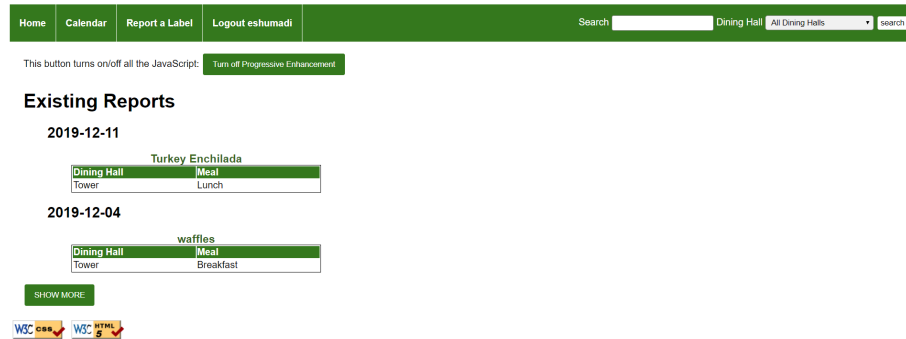 Home Calendar Report a Label Logout eshumadi Search Dining Hall All Dining Halls search
This button turns on/off all the JavaScript: Turn off Progressive Enhancement
Existing Reports
2019-12-11
Turkey Enchilada
Dining Hall Meal
Tower Lunch
2019-12-04
waffles
Dining Hall Meal
Tower Breakfast
SHOW MORE
W3C css W3C HTML 5